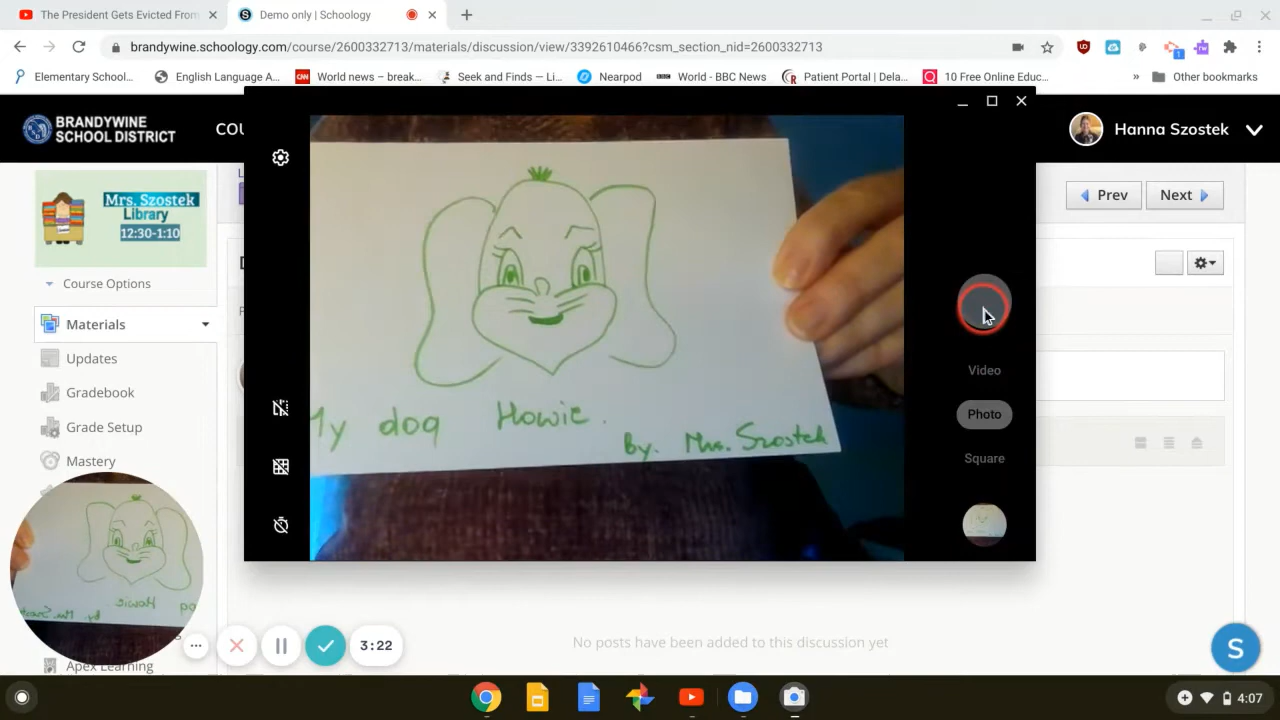 The President Gets Evicted From
Demo only | Schoology
brandywine.schoology.com/course/2600332713/materials/discussion/view/3392610466?csm_section_nid=2600332713
Elementary School...
English Language A...
CNN World news – break...
Seek and Finds — Li...
Nearpod
BBC World - BBC News
Patient Portal | Dela...
10 Free Online Educ...
» Other bookmarks
BRANDYWINE
SCHOOL DISTRICT
COU
Hanna Szostek
Mrs. Szostek
Library
12:30-1:10
Prev
Next
Course Options
Materials
Updates
Gradebook
Grade Setup
Mastery
Apex Learning
My dog Howie.
By. Mrs. Szostek
Video
Photo
Square
3:22
No posts have been added to this discussion yet
S
4:07